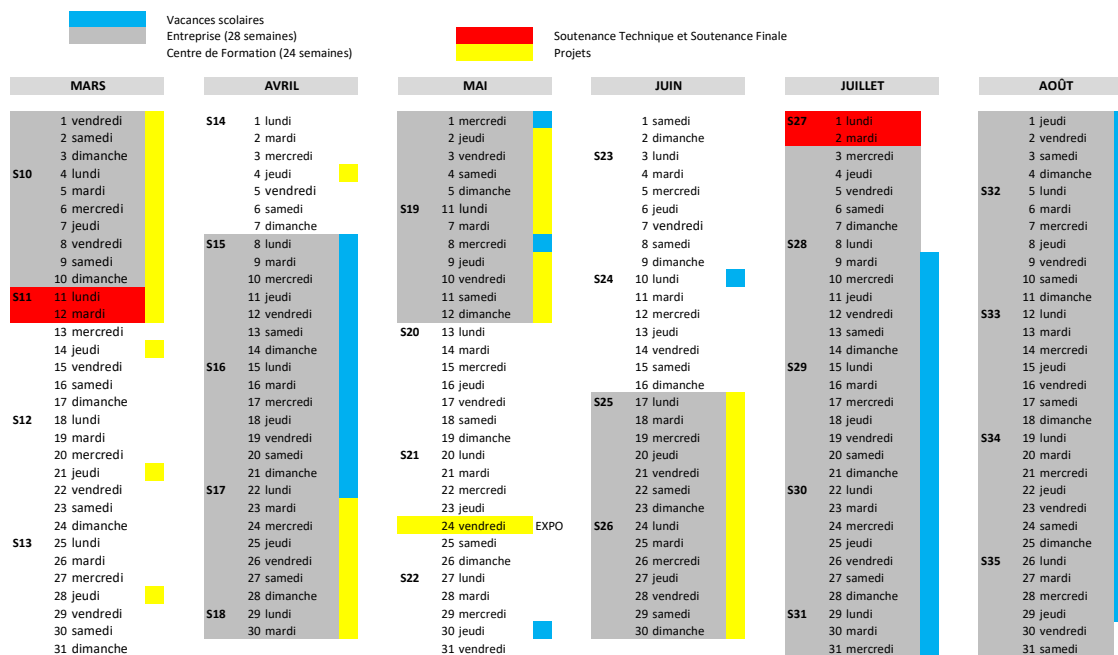 Vacances scolaires
Entreprise (28 semaines)
Centre de Formation (24 semaines)
Soutenance Technique et Soutenance Finale
Projets
MARS
1 vendredi
2 samedi
3 dimanche
S10 4 lundi
5 mardi
6 mercredi
7 jeudi
8 vendredi
9 samedi
10 dimanche
S11 11 lundi
12 mardi
13 mercredi
14 jeudi
15 vendredi
16 samedi
17 dimanche
S12 18 lundi
19 mardi
20 mercredi
21 jeudi
22 vendredi
23 samedi
24 dimanche
S13 25 lundi
26 mardi
27 mercredi
28 jeudi
29 vendredi
30 samedi
31 dimanche
AVRIL
S14 1 lundi
2 mardi
3 mercredi
4 jeudi
5 vendredi
6 samedi
7 dimanche
S15 8 lundi
9 mardi
10 mercredi
11 jeudi
12 vendredi
13 samedi
14 dimanche
S16 15 lundi
16 mardi
17 mercredi
18 jeudi
19 vendredi
20 samedi
21 dimanche
S17 22 lundi
23 mardi
24 mercredi
25 jeudi
26 vendredi
27 samedi
28 dimanche
S18 29 lundi
30 mardi
MAI
1 mercredi
2 jeudi
3 vendredi
4 samedi
5 dimanche
S19 11 lundi
7 mardi
8 mercredi
9 jeudi
10 vendredi
11 samedi
12 dimanche
S20 13 lundi
14 mardi
15 mercredi
16 jeudi
17 vendredi
18 samedi
19 dimanche
S21 20 lundi
21 mardi
22 mercredi
23 jeudi
24 vendredi EXPO
25 samedi
26 dimanche
S22 27 lundi
28 mardi
29 mercredi
30 jeudi
31 vendredi
JUIN
1 samedi
2 dimanche
S23 3 lundi
4 mardi
5 mercredi
6 jeudi
7 vendredi
8 samedi
9 dimanche
S24 10 lundi
11 mardi
12 mercredi
13 jeudi
14 vendredi
15 samedi
16 dimanche
S25 17 lundi
18 mardi
19 mercredi
20 jeudi
21 vendredi
22 samedi
23 dimanche
S26 24 lundi
25 mardi
26 mercredi
27 jeudi
28 vendredi
29 samedi
30 dimanche
JUILLET
S27 1 lundi
2 mardi
3 mercredi
4 jeudi
5 vendredi
6 samedi
7 dimanche
S28 8 lundi
9 mardi
10 mercredi
11 jeudi
12 vendredi
13 samedi
14 dimanche
S29 15 lundi
16 mardi
17 mercredi
18 jeudi
19 vendredi
20 samedi
21 dimanche
S30 22 lundi
23 mardi
24 mercredi
25 jeudi
26 vendredi
27 samedi
28 dimanche
S31 29 lundi
30 mardi
31 mercredi
AOÛT
1 jeudi
2 vendredi
3 samedi
4 dimanche
S32 5 lundi
6 mardi
7 mercredi
8 jeudi
9 vendredi
10 samedi
11 dimanche
S33 12 lundi
13 mardi
14 mercredi
15 jeudi
16 vendredi
17 samedi
18 dimanche
S34 19 lundi
20 mardi
21 mercredi
22 jeudi
23 vendredi
24 samedi
25 dimanche
S35 26 lundi
27 mardi
28 mercredi
29 jeudi
30 vendredi
31 samedi